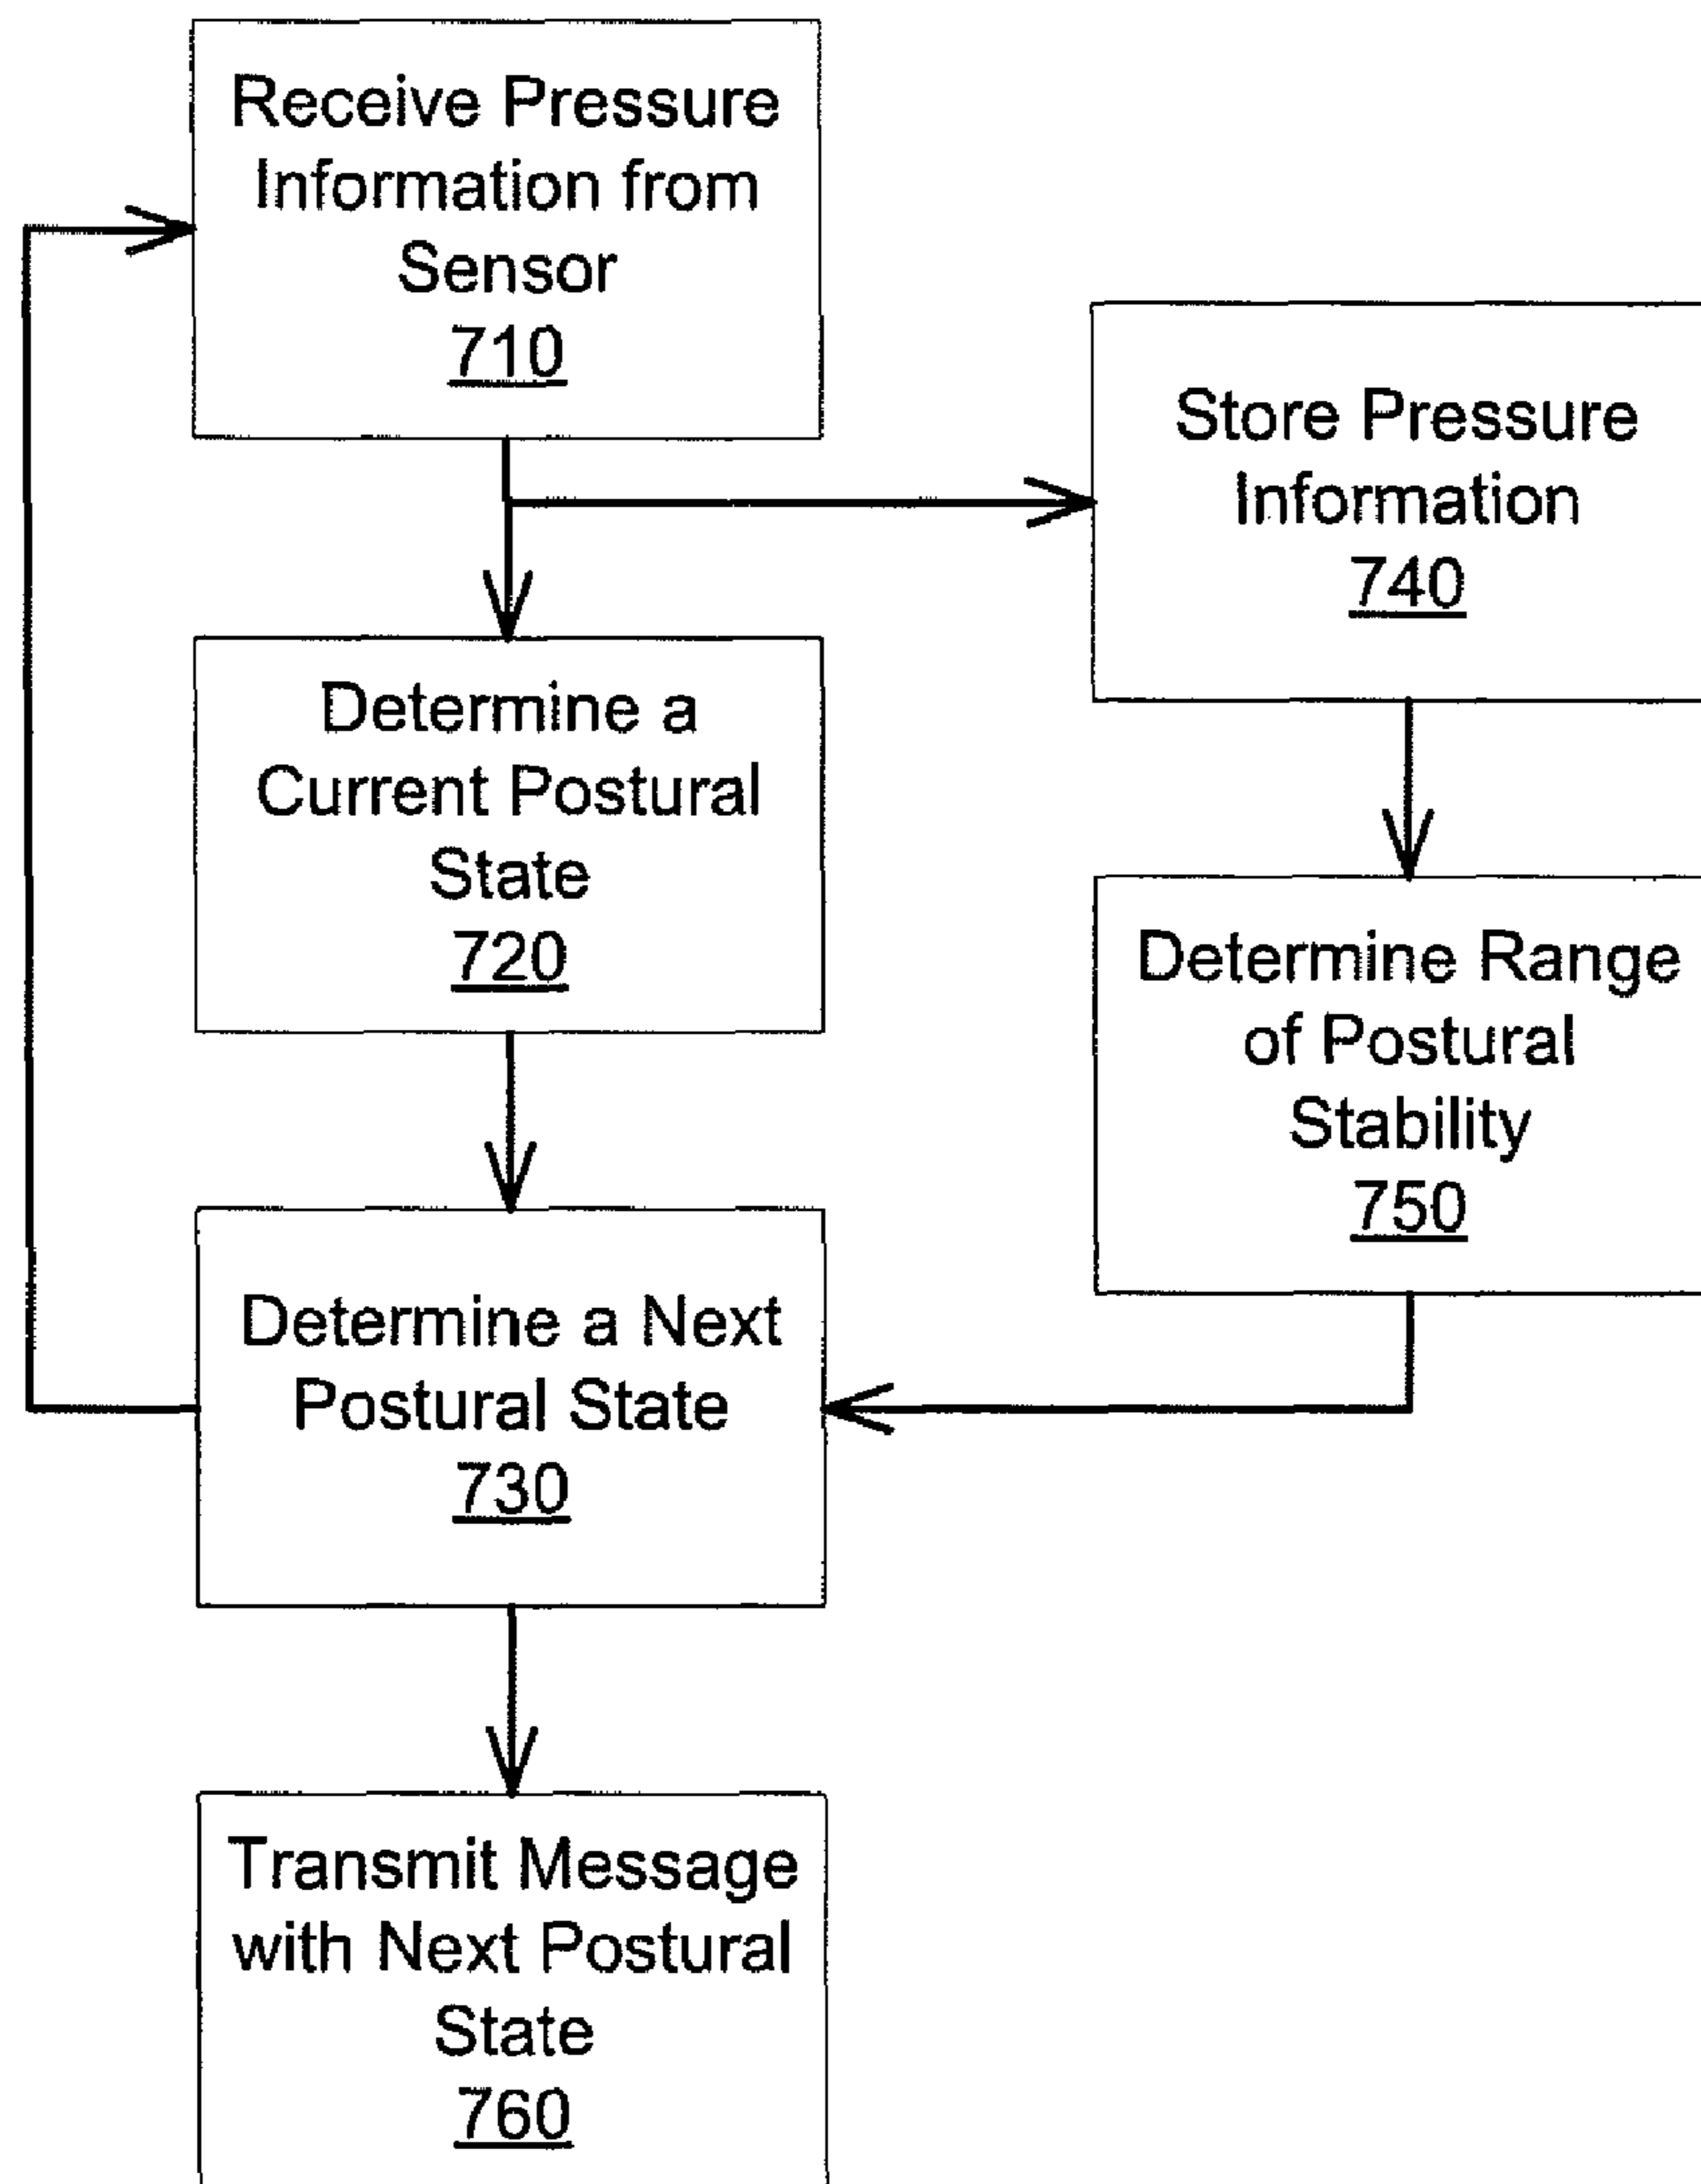 Receive Pressure
Information from
Sensor
710
Store Pressure
Information
740
Determine a
Current Postural
State
720
Determine Range
of Postural
Stability
750
Determine a Next
Postural State
730
Transmit Message
with Next Postural
State
760